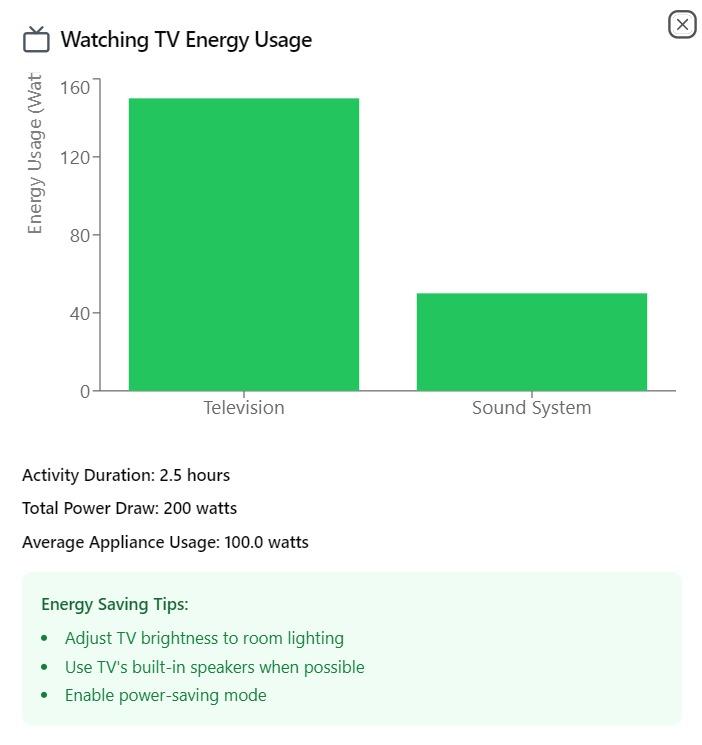 Watching TV Energy Usage
Energy Usage (Wat
160
120
80
40
0
Television
Sound System
Activity Duration: 2.5 hours
Total Power Draw: 200 watts
Average Appliance Usage: 100.0 watts
Energy Saving Tips:
• Adjust TV brightness to room lighting
• Use TV's built-in speakers when possible
• Enable power-saving mode